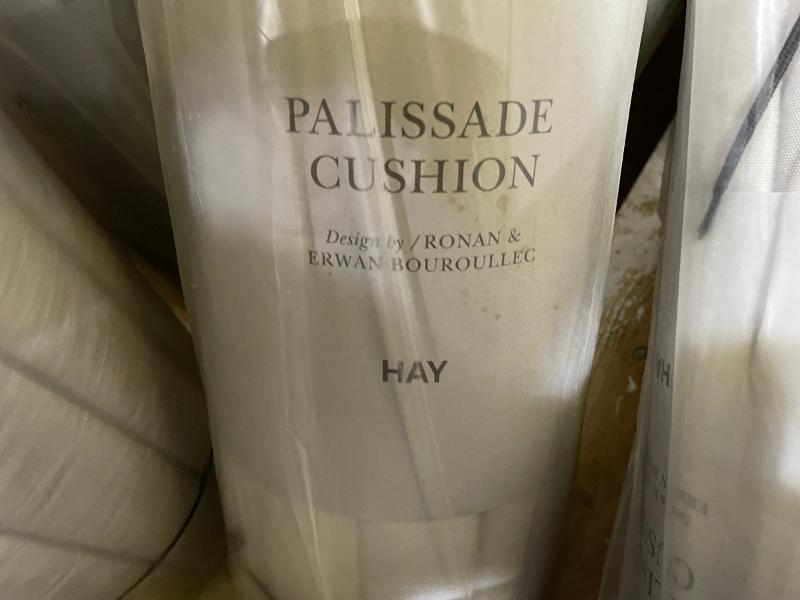 PALISSADE
CUSHION
Design by / RONAN &
ERWAN BOUROULLEC
HAY